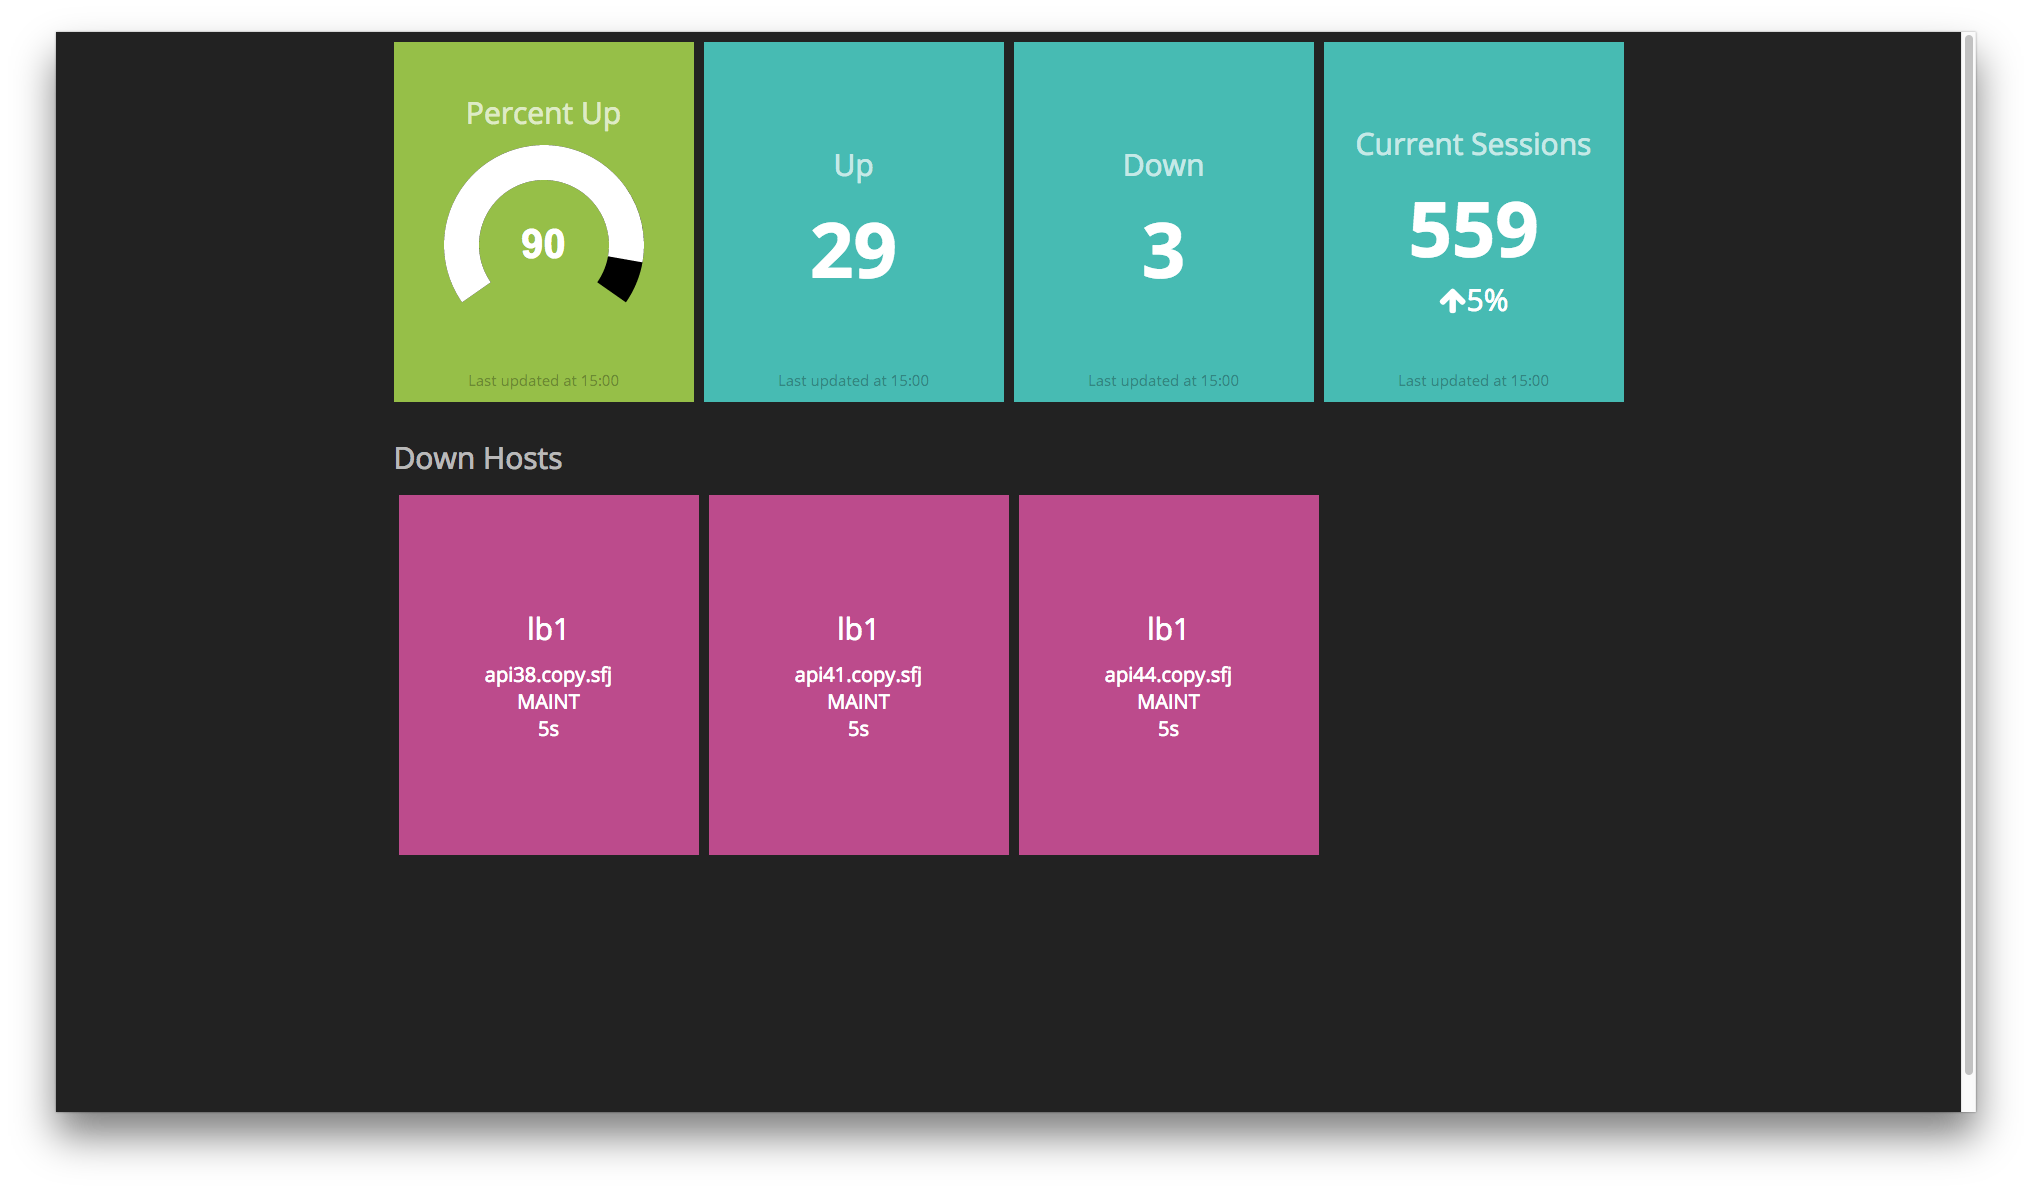 Percent Up
90
Last updated at 15:00
Up
29
Last updated at 15:00
Down
3
Last updated at 15:00
Current Sessions
559
5%
Last updated at 15:00
Down Hosts
lb1
api38.copy.sfj
MAINT
5s
lb1
api41.copy.sfj
MAINT
5s
lb1
api44.copy.sfj
MAINT
5s